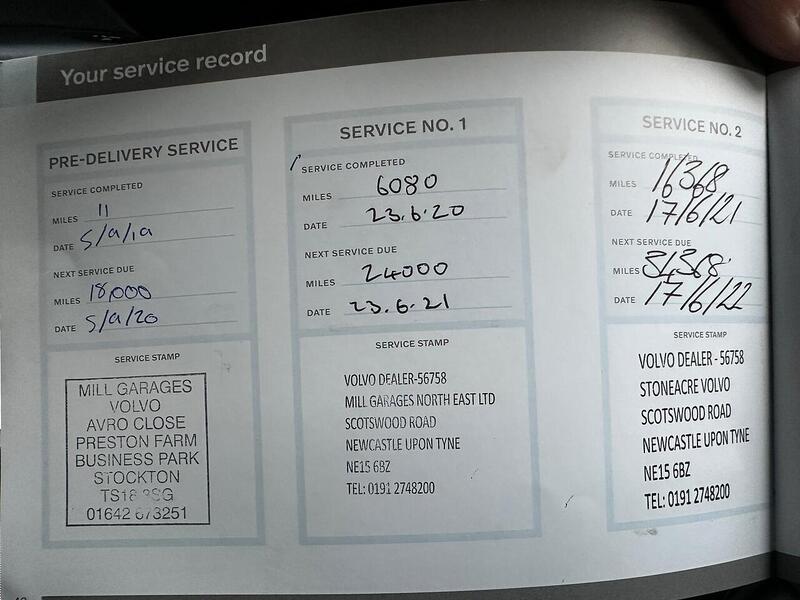 Your service record
PRE-DELIVERY SERVICE
SERVICE COMPLETED
MILES 11
DATE 5/9/19
NEXT SERVICE DUE
MILES 18,000
DATE 5/9/20
SERVICE STAMP
MILL GARAGES
VOLVO
AVRO CLOSE
PRESTON FARM
BUSINESS PARK
STOCKTON
TS18 3SG
01642 673251
SERVICE NO. 1
SERVICE COMPLETED
MILES 6080
DATE 23.6.20
NEXT SERVICE DUE
MILES 24000
DATE 23.6.21
SERVICE STAMP
VOLVO DEALER-56758
MILL GARAGES NORTH EAST LTD
SCOTSWOOD ROAD
NEWCASTLE UPON TYNE
NE15 6BZ
TEL: 0191 2748200
SERVICE NO. 2
SERVICE COMPLETED
MILES 16368
DATE 17/6/21
NEXT SERVICE DUE
MILES 34368
DATE 17/6/22
SERVICE STAMP
VOLVO DEALER - 56758
STONEACRE VOLVO
SCOTSWOOD ROAD
NEWCASTLE UPON TYNE
NE15 6BZ
TEL: 0191 2748200